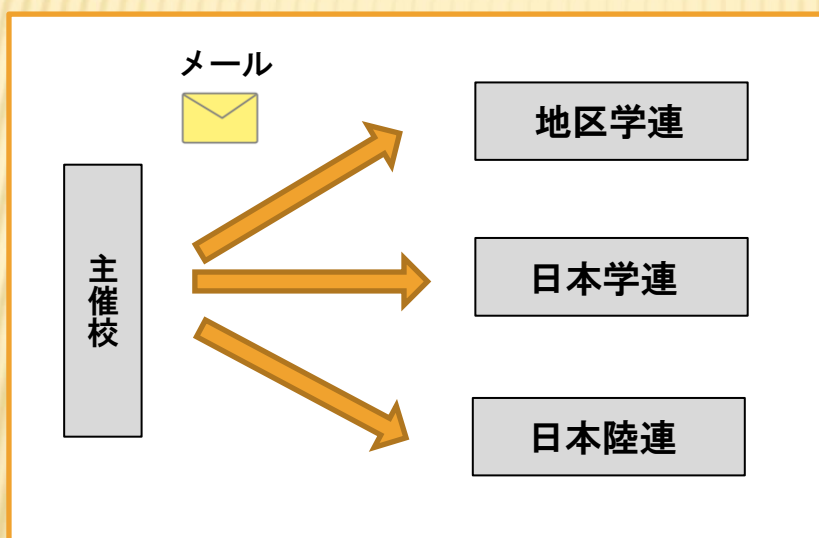 メール
地区学連
主催校
日本学連
日本陸連